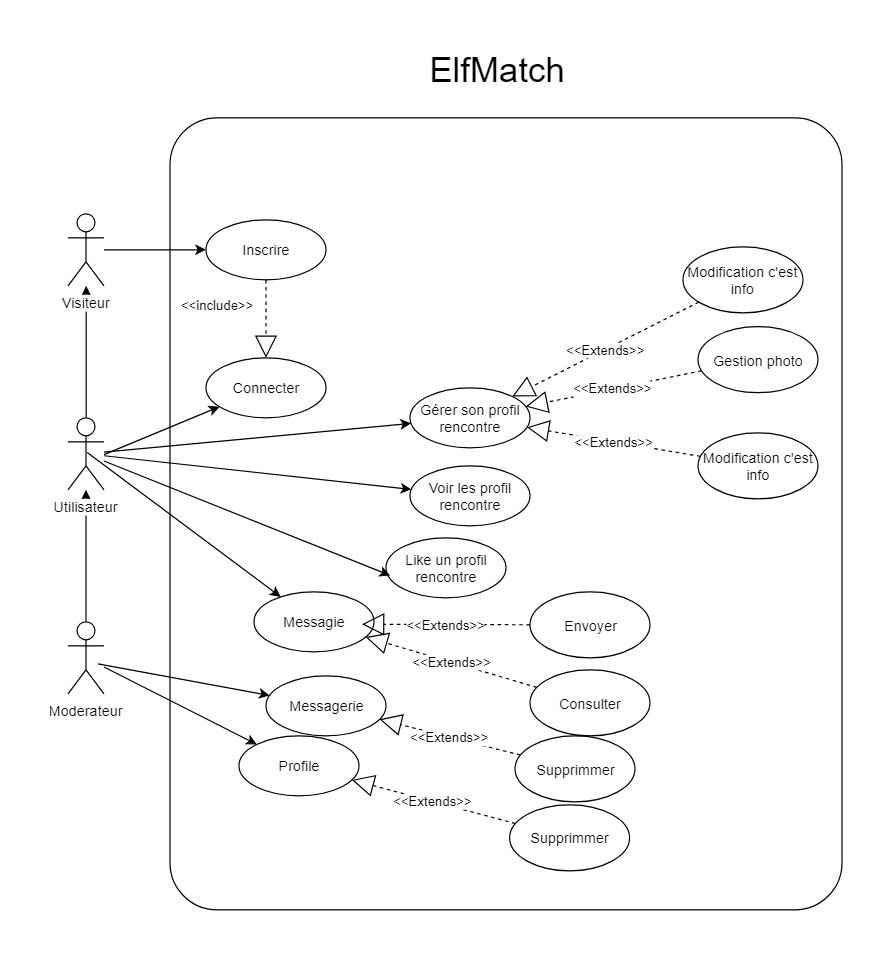 ElfMatch
Inscrire
Visiteur
<<include>>
Connecter
Modification c'est
info
<<Extends>>
Gestion photo
<<Extends>>
Gérer son profil
rencontre
<<Extends>>
Modification c'est
info
Utilisateur
Voir les profil
rencontre
Like un profil
rencontre
Messagie
<<Extends>>
Envoyer
<<Extends>>
Consulter
Moderateur
Messagerie
<<Extends>>
Supprimmer
Profile
<<Extends>>
Supprimmer